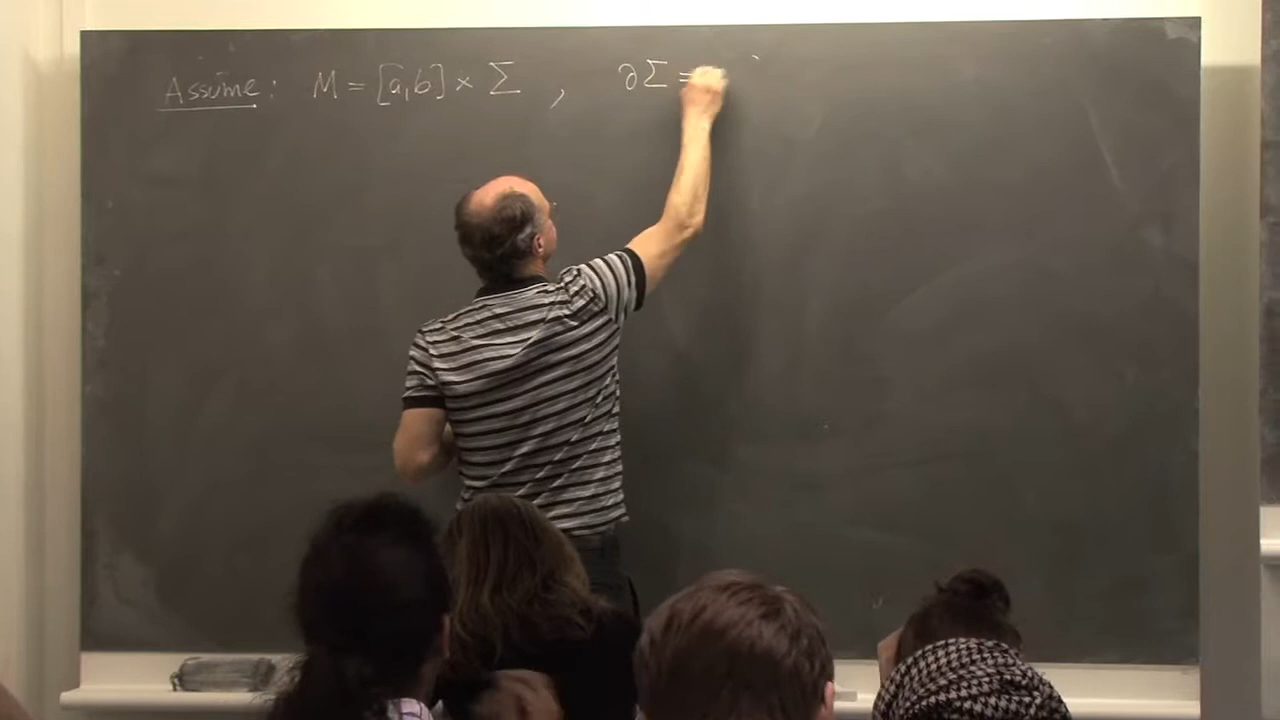 Assume: M = [a,b] × Σ , ∂Σ =